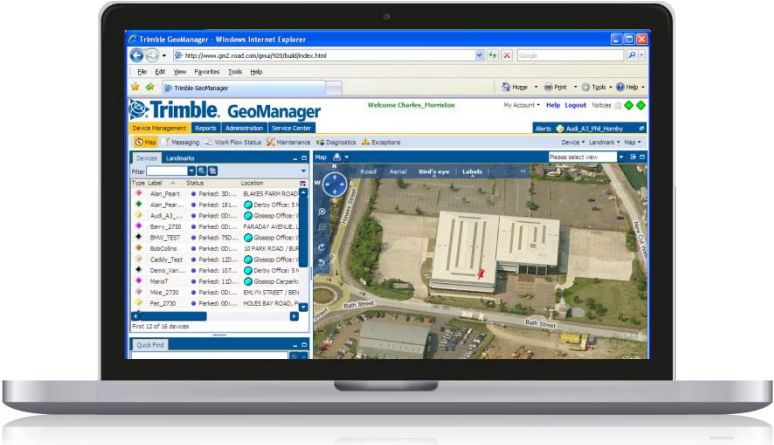 Trimble GeoManager - Windows Internet Explorer
http://www.gm2.road.com/gmui/920/build/index.html
Google
File Edit View Favorites Tools Help
Trimble GeoManager
Home Print Tools Help
Trimble. GeoManager
Welcome Charles_Morriston
My Account Help Logout Notices
Device Management Reports Administration Service Center
Alerts Audi_A3_Phil_Hornby
Map Messaging Work Flow Status Maintenance Diagnostics Exceptions
Device Landmark Map
Devices Landmarks
Map
Please select view
Filter
Road Aerial Bird's eye Labels
Type Label Status Location
Alan_Peart Parked: 3D:... AKES FARM ROAD
Alan_Pear... Parked: 181... Derby Office: 5 M
Audi_A3_... Parked: 0D:... Glossop Office: W
Barry_2730 Parked: 0D:... FARADAY AVENUE, L
BMW_TEST Parked: 75D... Glossop Office: W
BobCollins Parked: 0D:... 10 PARK ROAD / BUR
Caddy_Test Parked: 12D... Glossop Office: W
Demo_Van... Parked: 107... Derby Office: 5 M
MarioT Parked: 11D... Glossop Carpark:
Mike_2730 Parked: 0D:... EMLYN STREET / BEN
Pat_2730 Parked: 0D:... HOLES BAY ROAD, P
First 12 of 16 devices
Quick Find
W
Bath Street
Bath Street